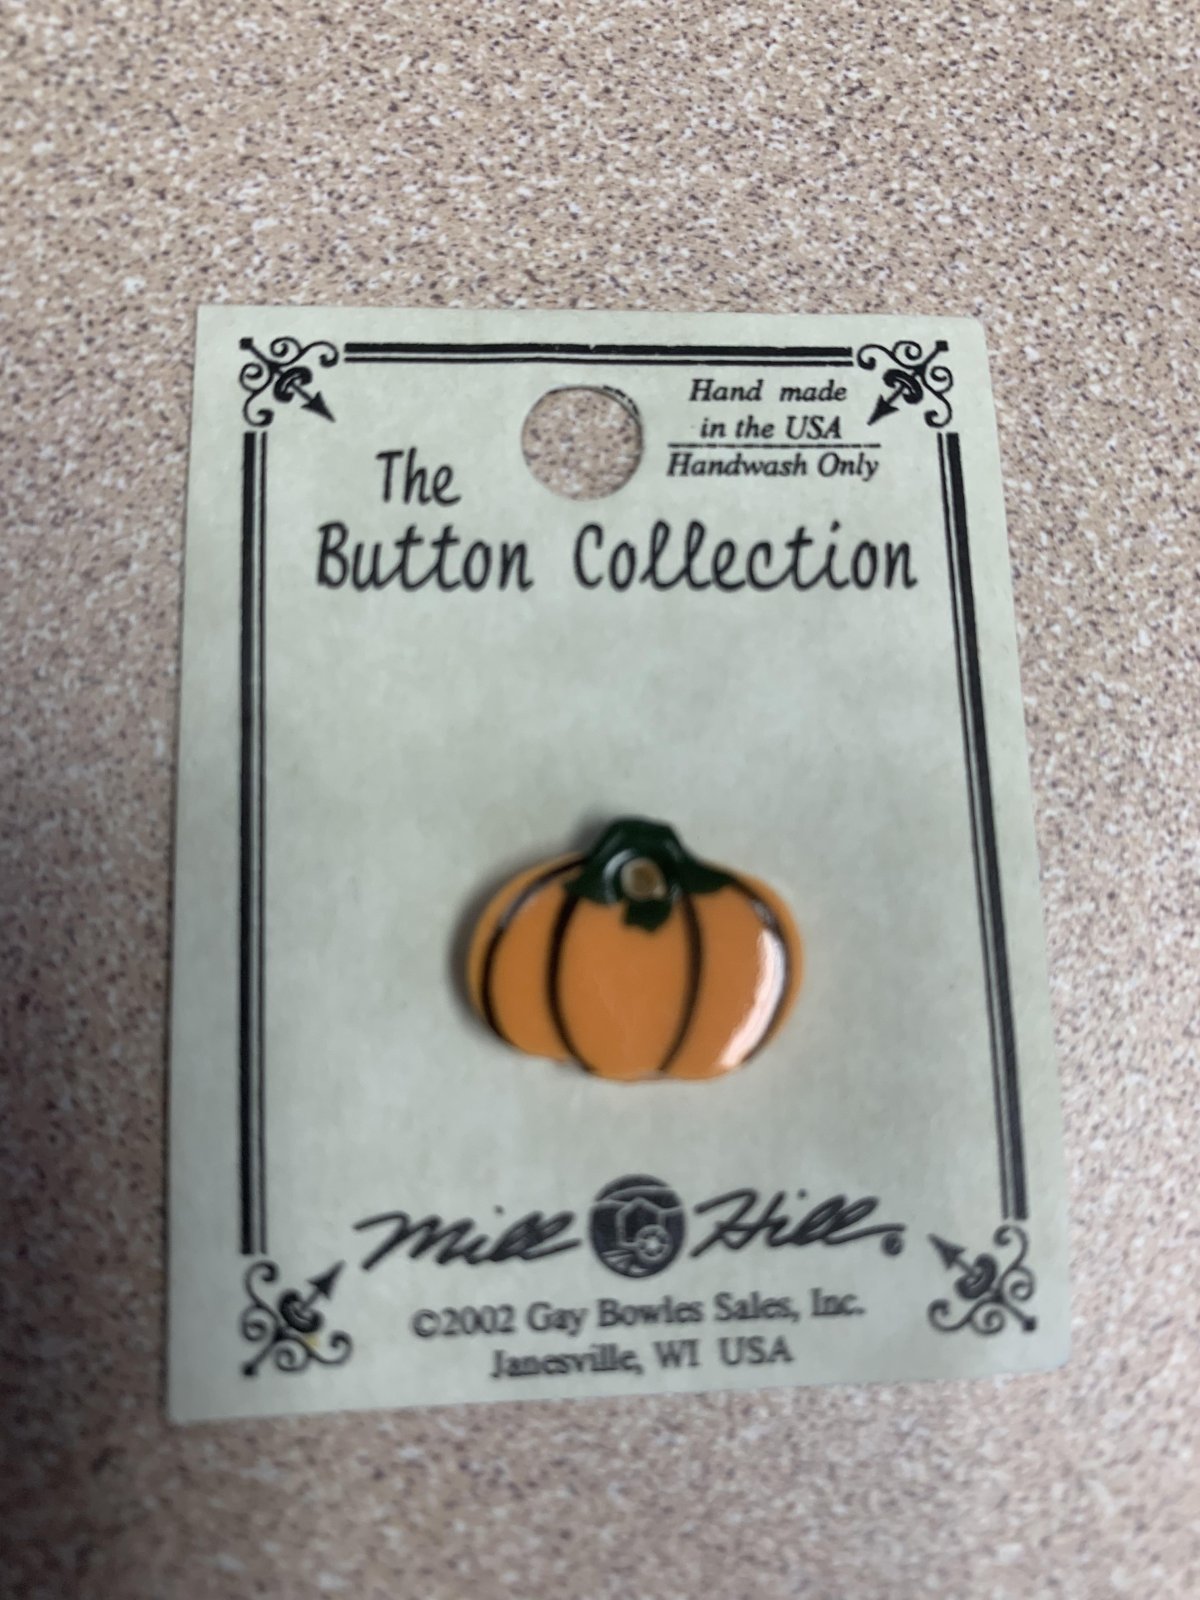 Hand made
in the USA
Handwash Only
The
Button Collection
Mill Hill®
©2002 Gay Bowles Sales, Inc.
Janesville, WI USA